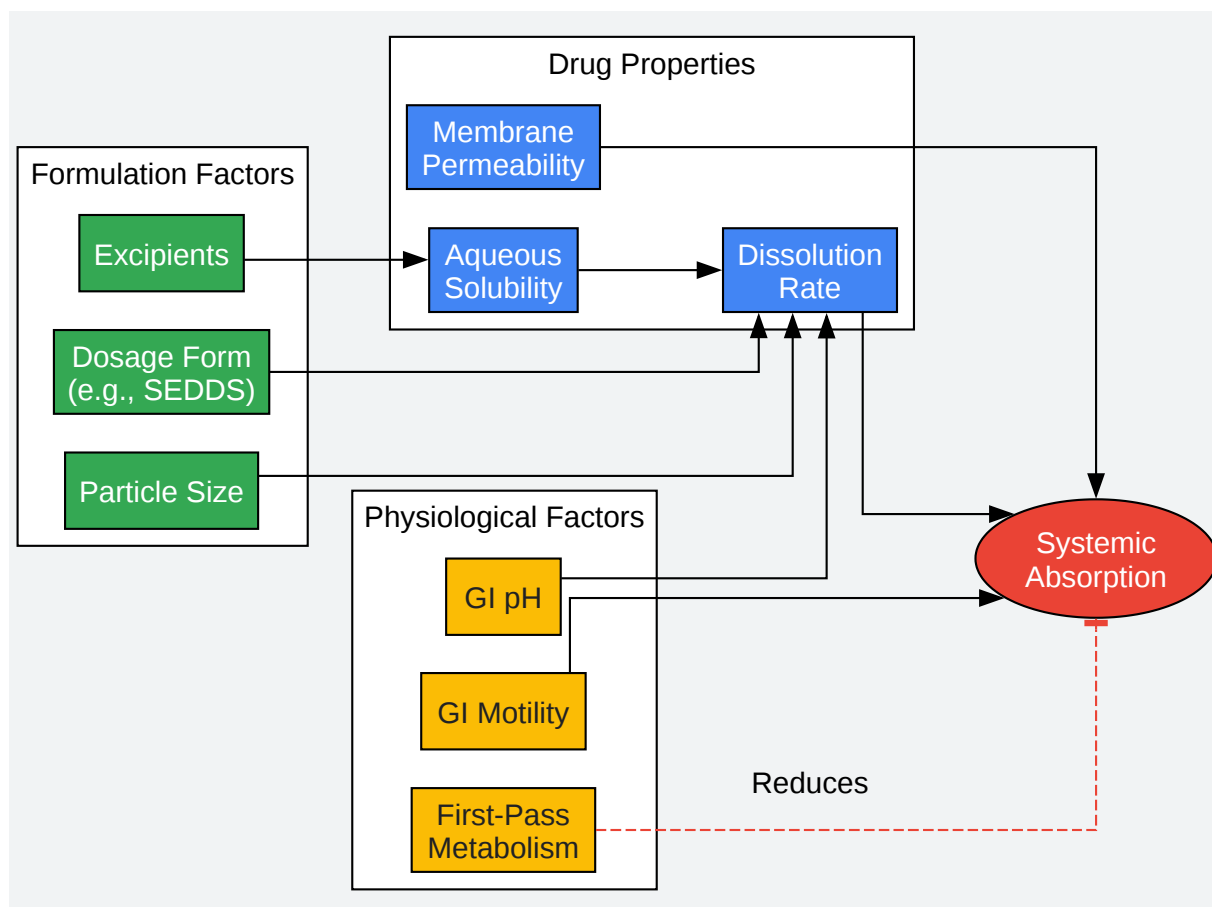 Drug Properties
Membrane
Permeability
Formulation Factors
Excipients
Aqueous
Solubility
Dissolution
Rate
Dosage Form
(e.g., SEDDS)
Particle Size
Physiological Factors
GI pH
GI Motility
First-Pass
Metabolism
Systemic
Absorption
Reduces